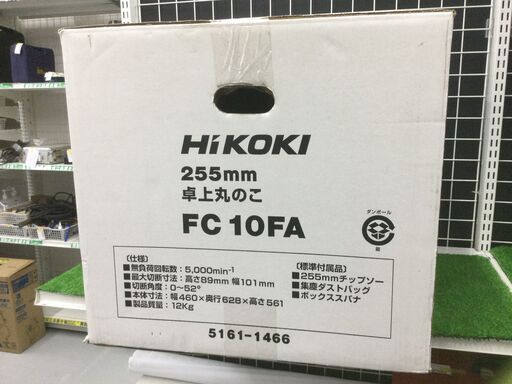 HiKOKI
255mm
卓上丸のこ
FC 10FA
ダンボール
〔仕様〕
■無負荷回転数：5,000min⁻¹
■最大切断寸法：高さ89mm 幅101mm
■切断角度：0～52°
■本体寸法：幅460×奥行628×高さ561
■製品質量：12Kg
〔標準付属品〕
■255mmチップソー
■集塵ダストバッグ
■ボックススパナ
5161-1466